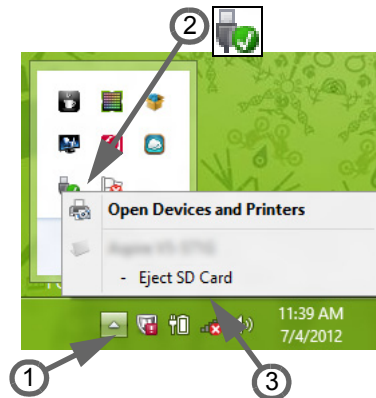 2
Open Devices and Printers
- Eject SD Card
11:39 AM
7/4/2012
1
3